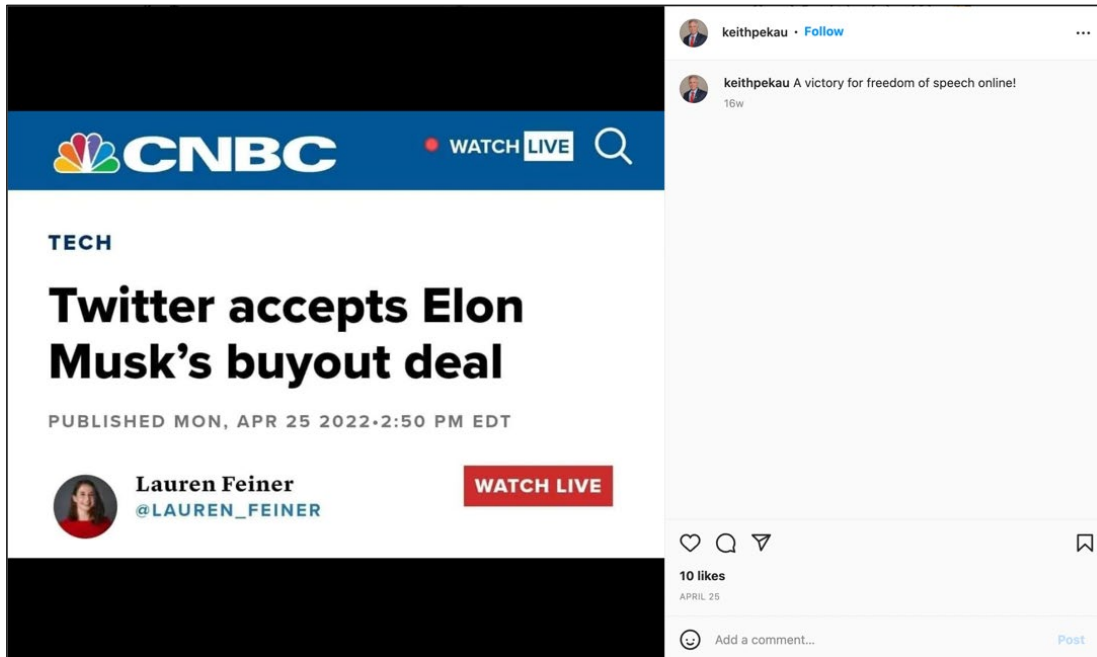 CNBC
WATCH LIVE
TECH
Twitter accepts Elon
Musk’s buyout deal
PUBLISHED MON, APR 25 2022•2:50 PM EDT
Lauren Feiner
@LAUREN_FEINER
WATCH LIVE
keithpekau • Follow
keithpekau A victory for freedom of speech online!
16w
10 likes
APRIL 25
Add a comment...
Post